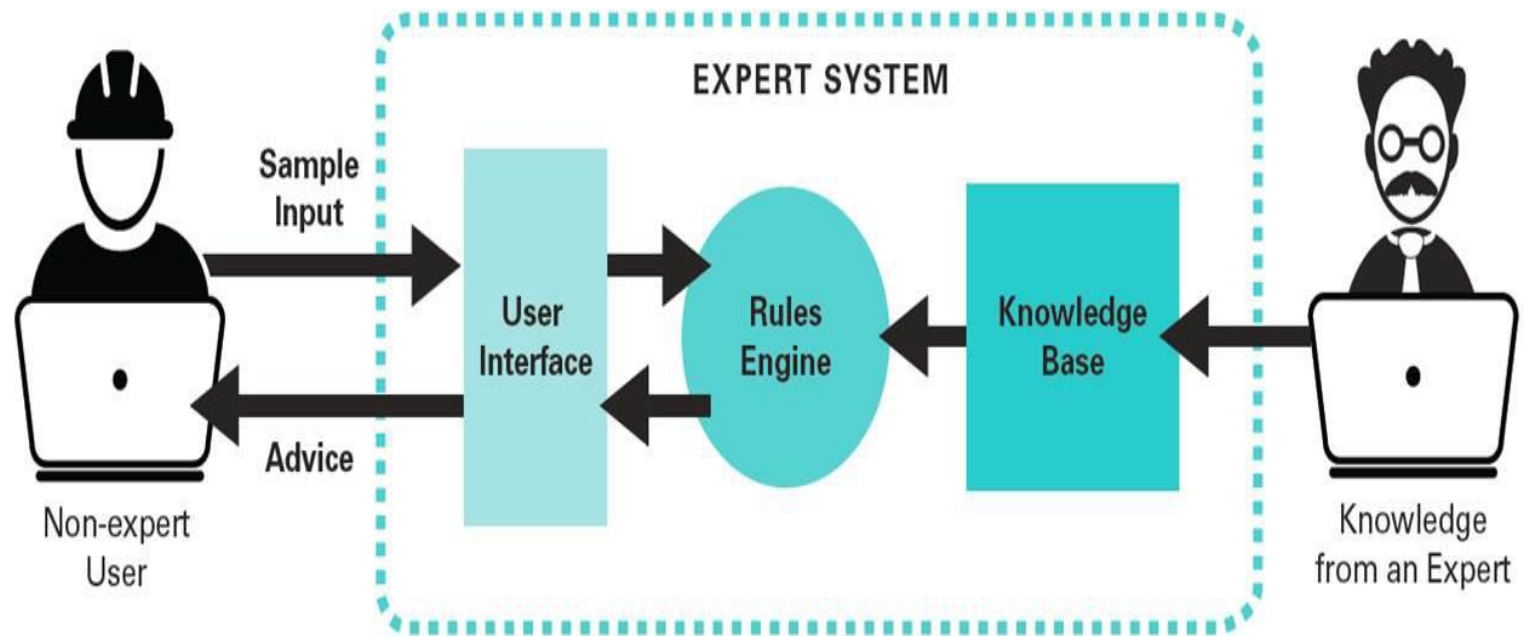 EXPERT SYSTEM
Sample
Input
User
Interface
Rules
Engine
Knowledge
Base
Advice
Non-expert
User
Knowledge
from an Expert